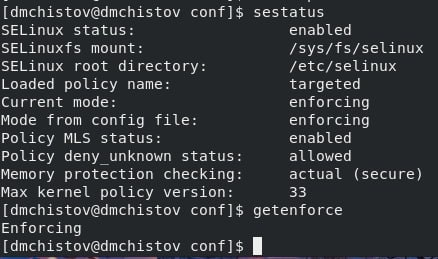 [dmchistov@dmchistov conf]$ sestatus
SELinux status:                 enabled
SELinuxfs mount:                /sys/fs/selinux
SELinux root directory:         /etc/selinux
Loaded policy name:             targeted
Current mode:                   enforcing
Mode from config file:          enforcing
Policy MLS status:              enabled
Policy deny_unknown status:     allowed
Memory protection checking:     actual (secure)
Max kernel policy version:      33
[dmchistov@dmchistov conf]$ getenforce
Enforcing
[dmchistov@dmchistov conf]$